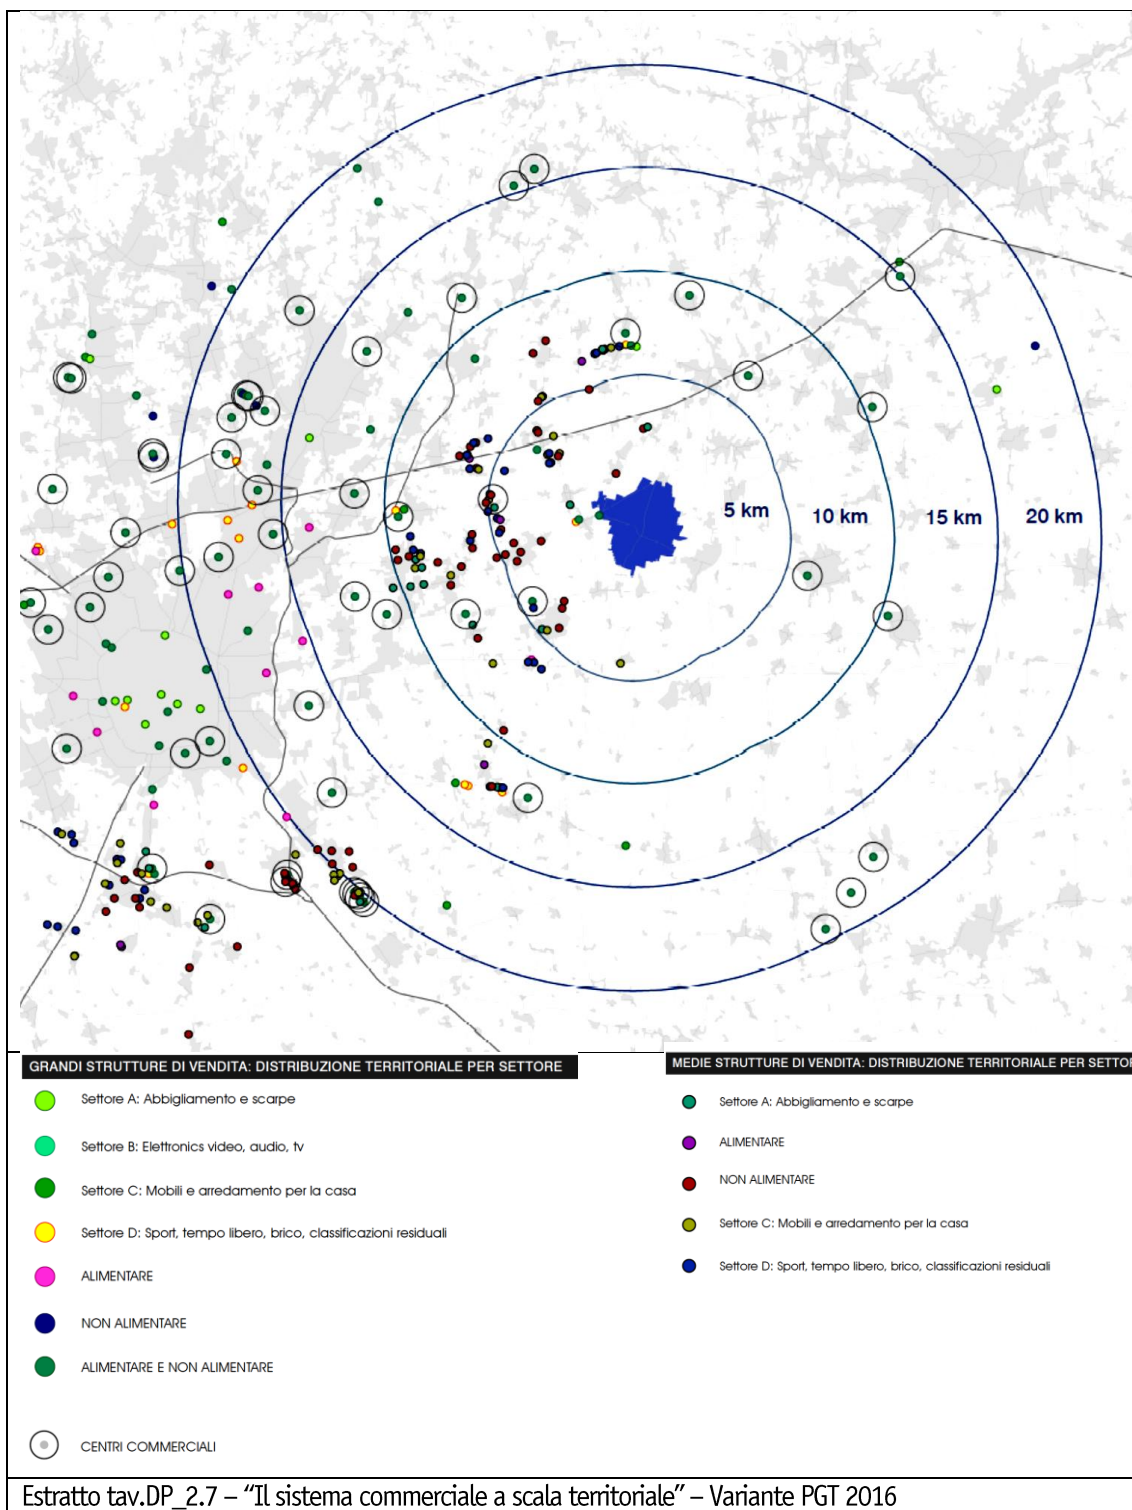 5 km
10 km
15 km
20 km
GRANDI STRUTTURE DI VENDITA: DISTRIBUZIONE TERRITORIALE PER SETTORE
Settore A: Abbigliamento e scarpe
Settore B: Elettronics video, audio, tv
Settore C: Mobili e arredamento per la casa
Settore D: Sport, tempo libero, brico, classificazioni residuali
ALIMENTARE
NON ALIMENTARE
ALIMENTARE E NON ALIMENTARE
CENTRI COMMERCIALI
MEDIE STRUTTURE DI VENDITA: DISTRIBUZIONE TERRITORIALE PER SETTOR
Settore A: Abbigliamento e scarpe
ALIMENTARE
NON ALIMENTARE
Settore C: Mobili e arredamento per la casa
Settore D: Sport, tempo libero, brico, classificazioni residuali
Estratto tav.DP_2.7 – “Il sistema commerciale a scala territoriale” – Variante PGT 2016